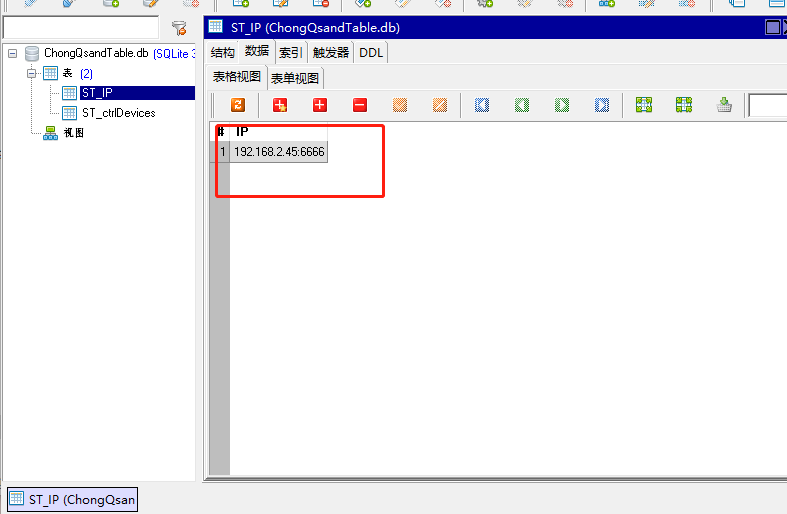 ST_IP (ChongQsandTable.db)
结构 数据 索引 触发器 DDL
表格视图 表单视图
# IP
1 192.168.2.45:6666
ChongQsandTable.db (SQLite 3
表 (2)
ST_IP
ST_ctrlDevices
视图
ST_IP (ChongQsan